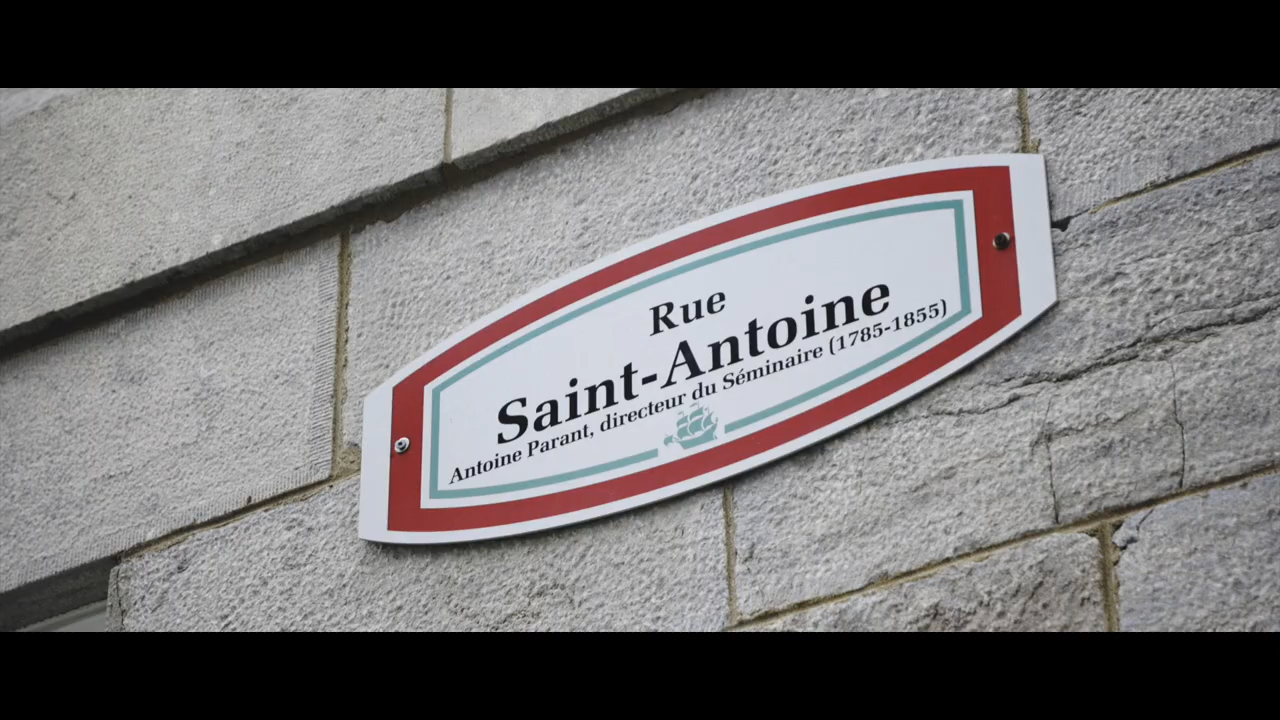 Rue
Saint-Antoine
Antoine Parant, directeur du Séminaire (1785-1855)